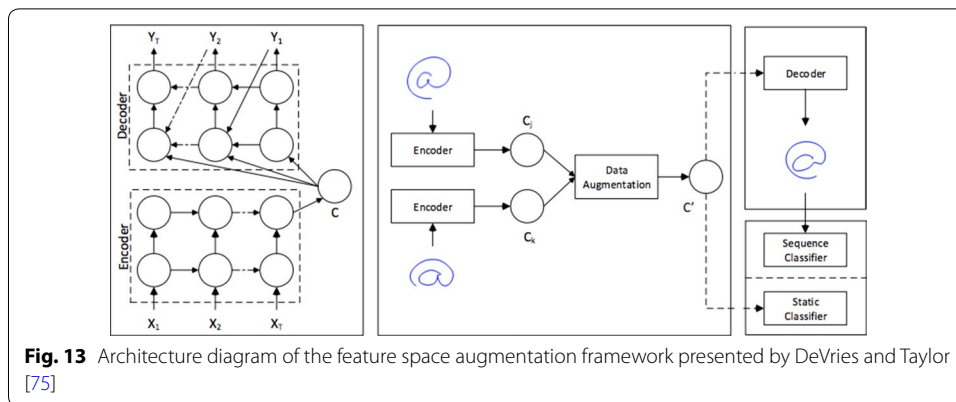 Y_T Y_2 Y_1
Decoder
C
Encoder
X_1 X_2 X_T
@
Encoder
C_j
Data
Augmentation
C'
Encoder
C_k
@
Decoder
@
Sequence
Classifier
Static
Classifier
Fig. 13 Architecture diagram of the feature space augmentation framework presented by DeVries and Taylor
[75]